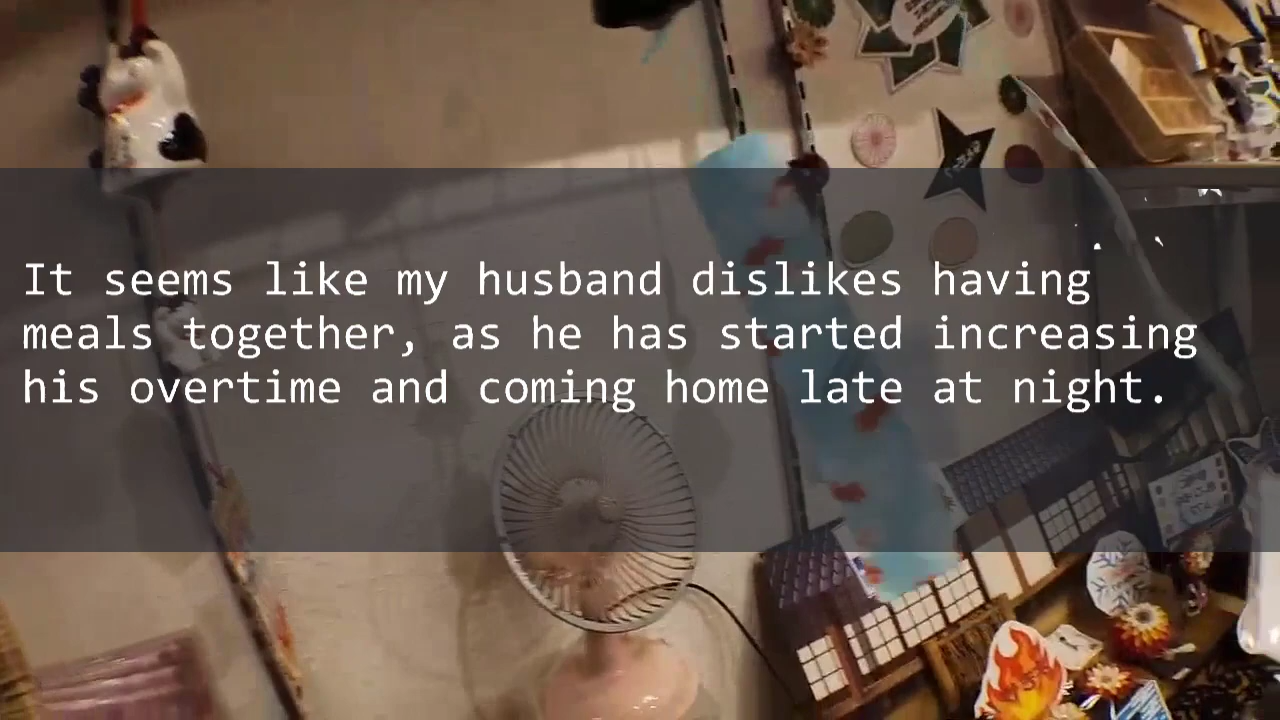 It seems like my husband dislikes having
meals together, as he has started increasing
his overtime and coming home late at night.